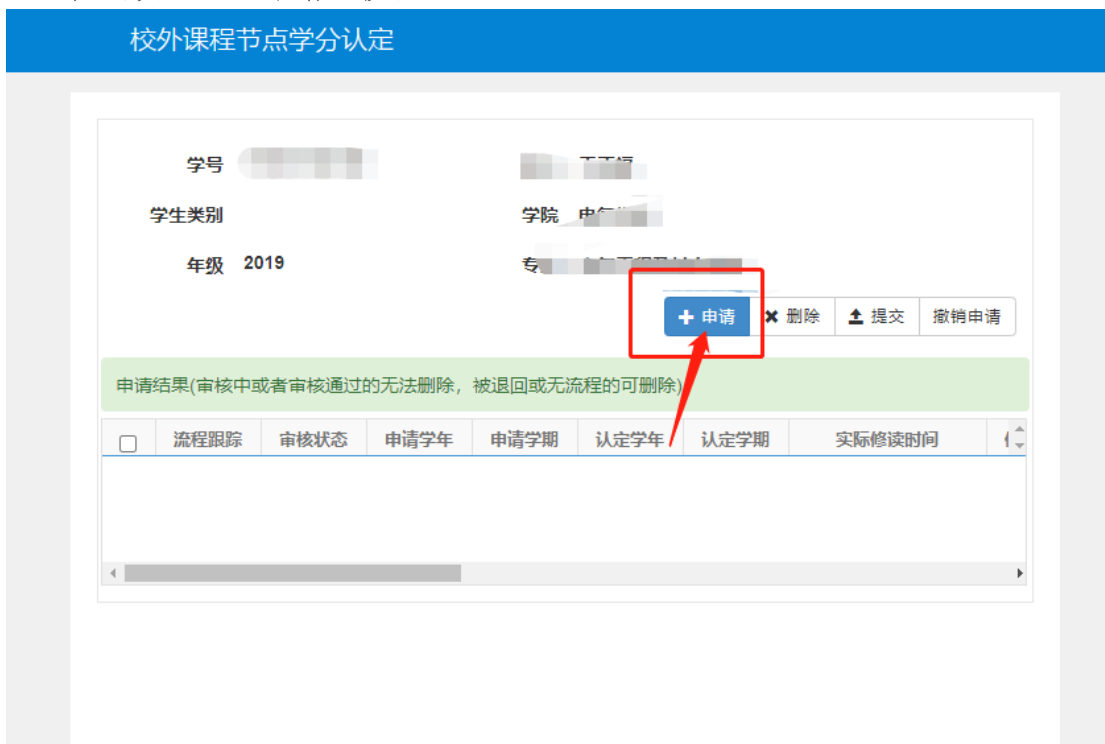 校外课程节点学分认定
学号
学生类别 学院
年级 2019 专
申请 删除 提交 撤销申请
申请结果(审核中或者审核通过的无法删除，被退回或无流程的可删除)
流程跟踪 审核状态 申请学年 申请学期 认定学年 认定学期 实际修读时间